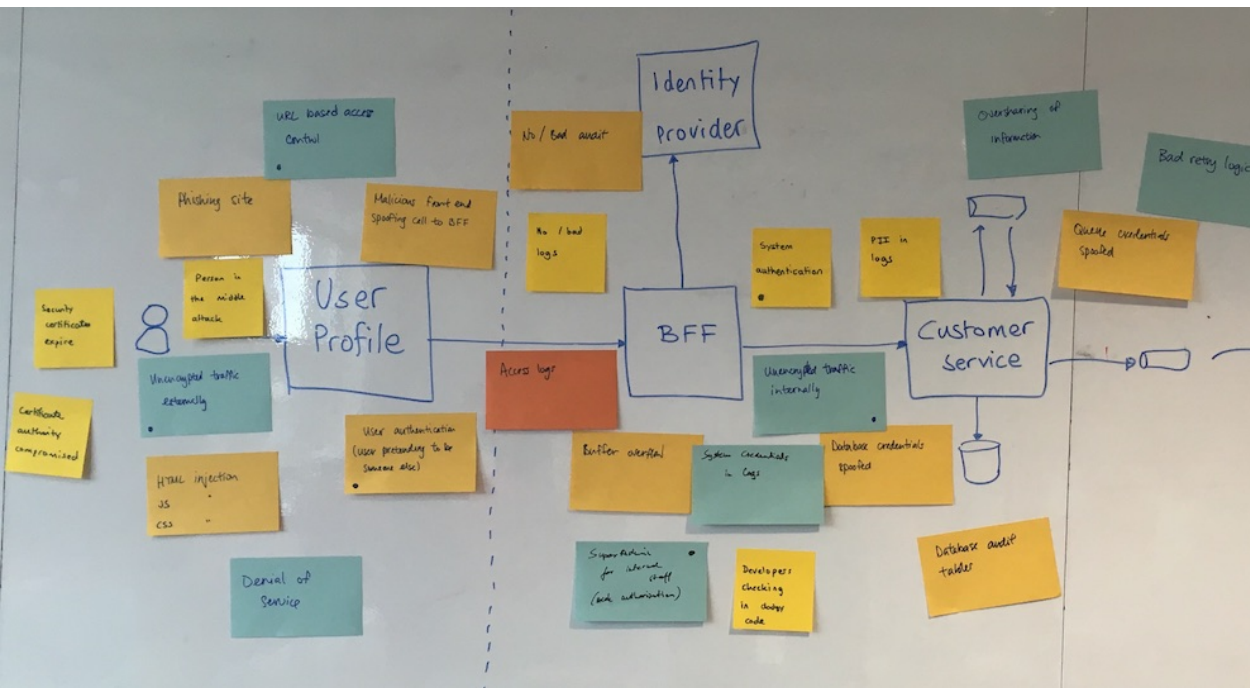 Identity
Provider
User
Profile
BFF
Customer
Service
URL based access
control
Phishing site
Malicious front end
spoofing call to BFF
Person in
the middle
attack
Security
certificates
expire
Certificate
authority
compromised
Unencrypted traffic
externally
HTML injection
JS
CSS
User authentication
(user pretending to be
someone else)
Denial of
Service
No / Bad audit
No / bad
logs
Access logs
System
authentication
PII in
logs
Oversharing of
information
Bad retry logic
Queue credentials
spoofed
Unencrypted traffic
internally
Buffer overflow
System credentials
in logs
Database credentials
spoofed
for internal
staff
authorisation)
Developers
checking
in dodgy
code
Database audit
tables